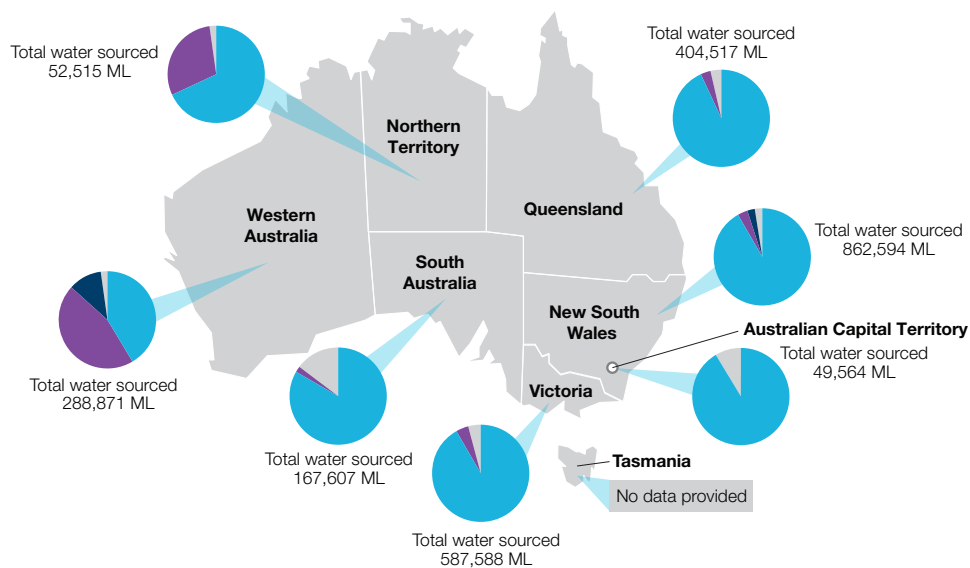 Total water sourced
52,515 ML
Total water sourced
404,517 ML
Northern
Territory
Western
Australia
Queensland
Total water sourced
862,594 ML
South
Australia
New South
Wales
Australian Capital Territory
Total water sourced
49,564 ML
Total water sourced
288,871 ML
Victoria
Total water sourced
167,607 ML
Tasmania
No data provided
Total water sourced
587,588 ML